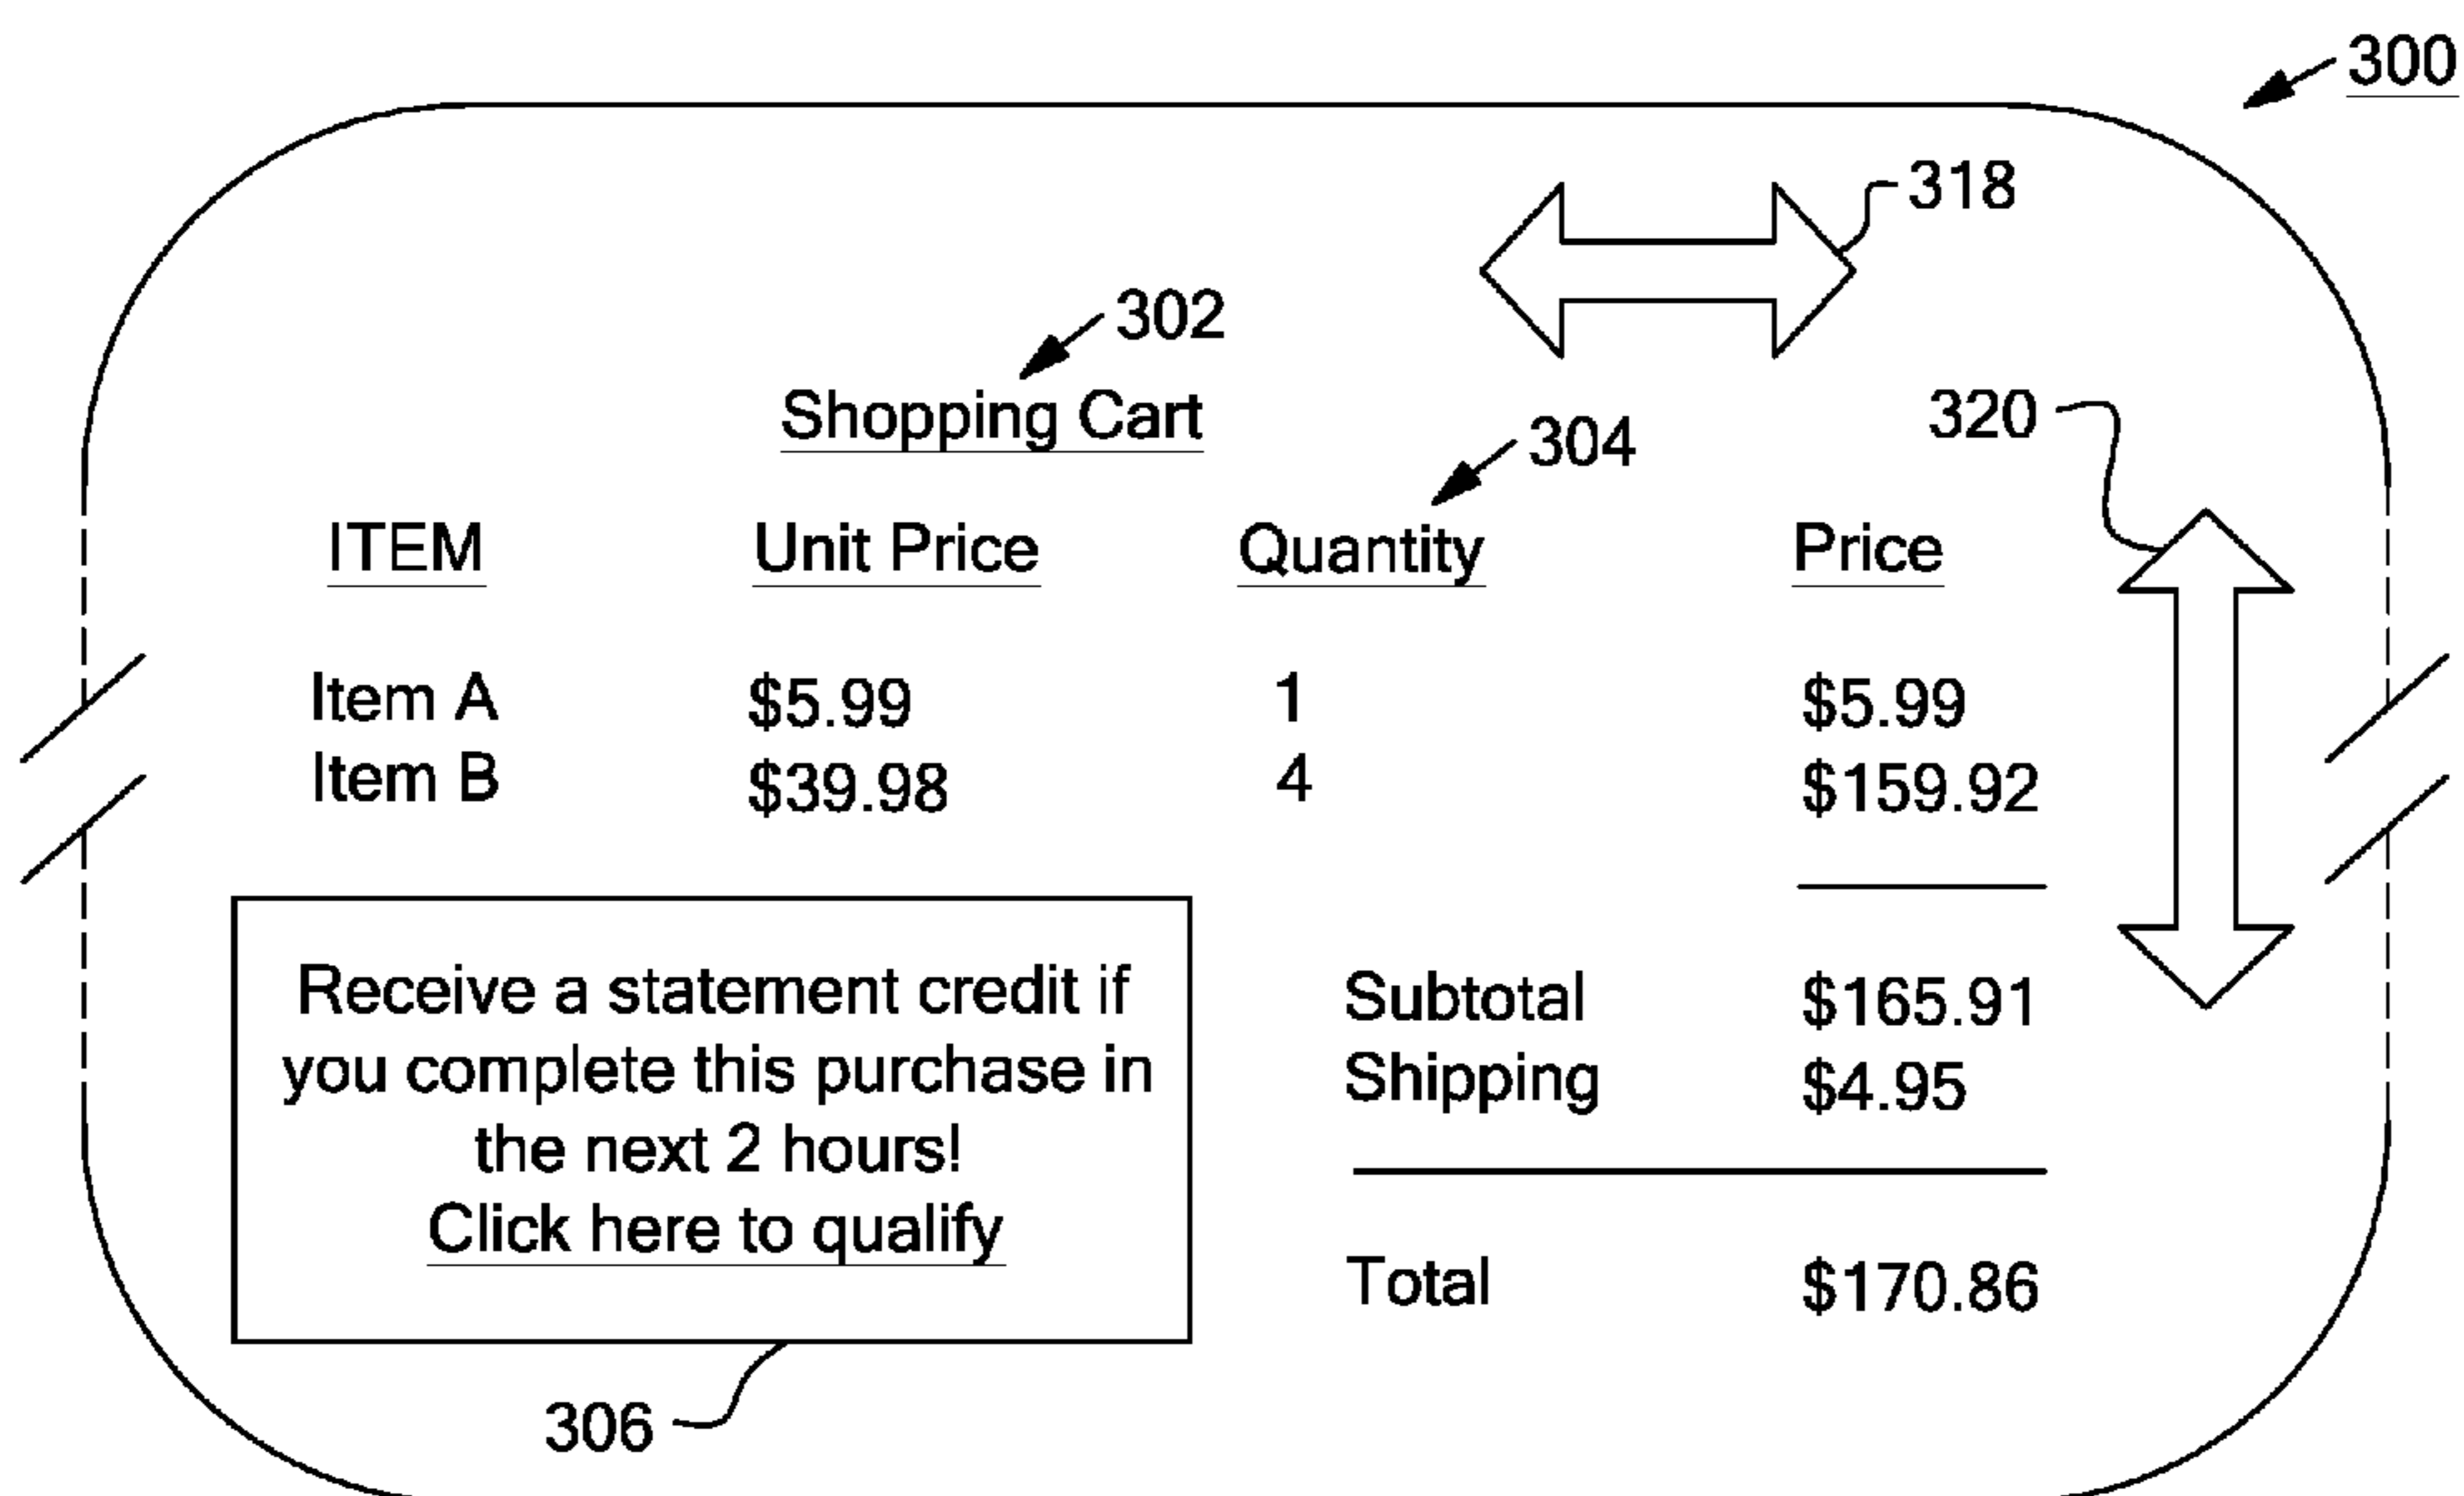 300
318
302
Shopping Cart
320
304
ITEM Unit Price Quantity Price
Item A $5.99 1 $5.99
Item B $39.98 4 $159.92
Receive a statement credit if
you complete this purchase in
the next 2 hours!
Click here to qualify
Subtotal $165.91
Shipping $4.95
Total $170.86
306